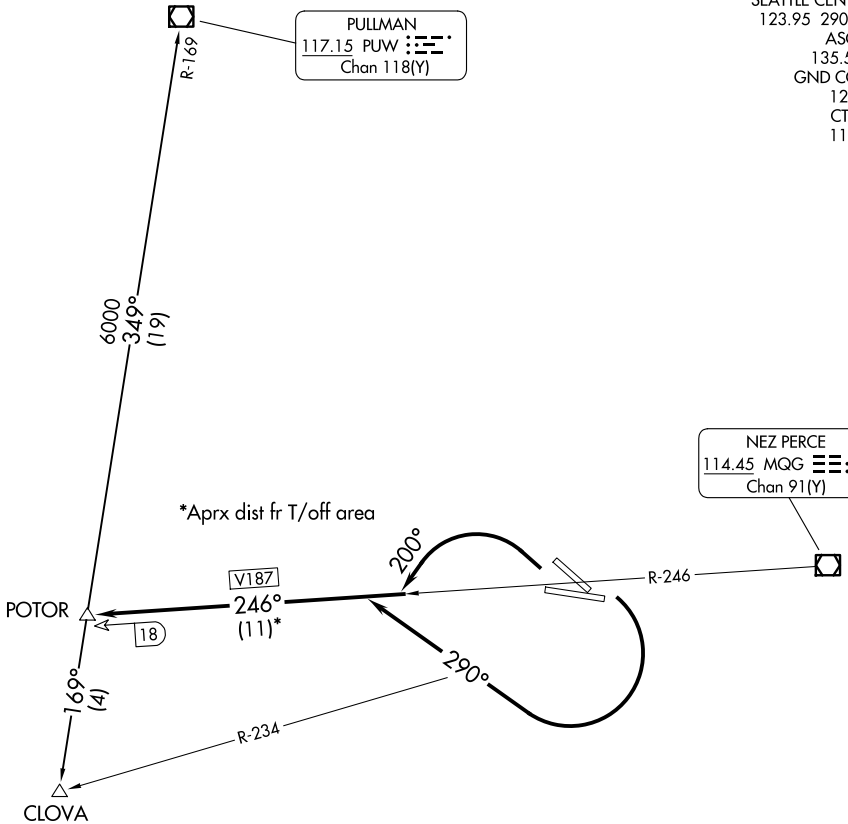 SEATTLE CEN
123.95 290
ASO
135.5
GND CO
12
CT
11
PULLMAN
117.15 PUW
Chan 118(Y)
R-169
6000
349°
(19)
NEZ PERCE
114.45 MQG
Chan 91(Y)
*Aprx dist fr T/off area
200°
R-246
V187
246°
(11)*
POTOR
18
290°
169°
(4)
R-234
CLOVA